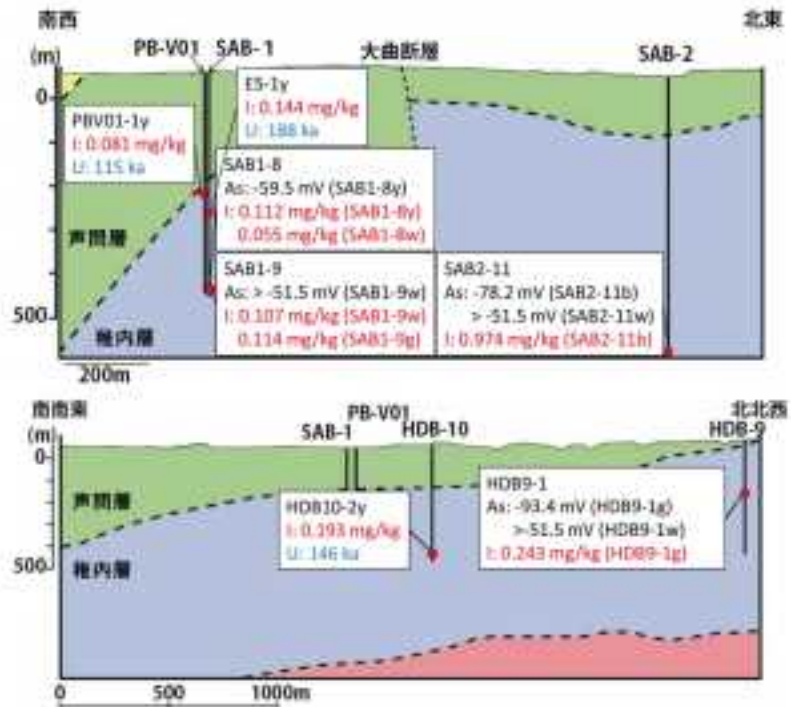 南西
北東
PB-V01 SAB-1
大曲断層
SAB-2
(m)
0
500
ES-1y
I: 0.144 mg/kg
U: 188 ka
PBV01-1y
I: 0.081 mg/kg
U: 115 ka
SAB1-8
As: -59.5 mV (SAB1-8y)
I: 0.112 mg/kg (SAB1-8y)
0.055 mg/kg (SAB1-8w)
声問層
SAB1-9
As: > -51.5 mV (SAB1-9w)
I: 0.107 mg/kg (SAB1-9w)
0.114 mg/kg (SAB1-9g)
SAB2-11
As: -78.2 mV (SAB2-11b)
> -51.5 mV (SAB2-11w)
I: 0.974 mg/kg (SAB2-11b)
稚内層
200m
南南東
北北西
PB-V01
SAB-1
HDB-10
HDB-9
(m)
0
500
声問層
HDB10-2y
I: 0.193 mg/kg
U: 146 ka
HDB9-1
As: -93.4 mV (HDB9-1g)
>-51.5 mV (HDB9-1w)
I: 0.243 mg/kg (HDB9-1g)
稚内層
0
500
1000m